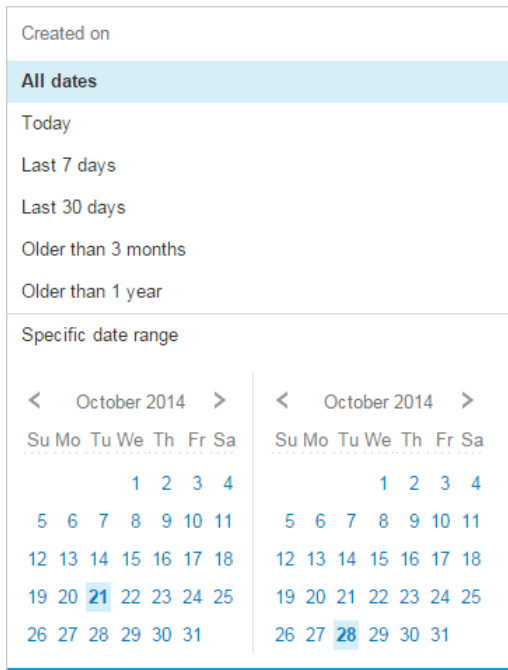 Created on
All dates
Today
Last 7 days
Last 30 days
Older than 3 months
Older than 1 year
Specific date range
< October 2014 >
Su Mo Tu We Th Fr Sa
1 2 3 4
5 6 7 8 9 10 11
12 13 14 15 16 17 18
19 20 21 22 23 24 25
26 27 28 29 30 31
< October 2014 >
Su Mo Tu We Th Fr Sa
1 2 3 4
5 6 7 8 9 10 11
12 13 14 15 16 17 18
19 20 21 22 23 24 25
26 27 28 29 30 31